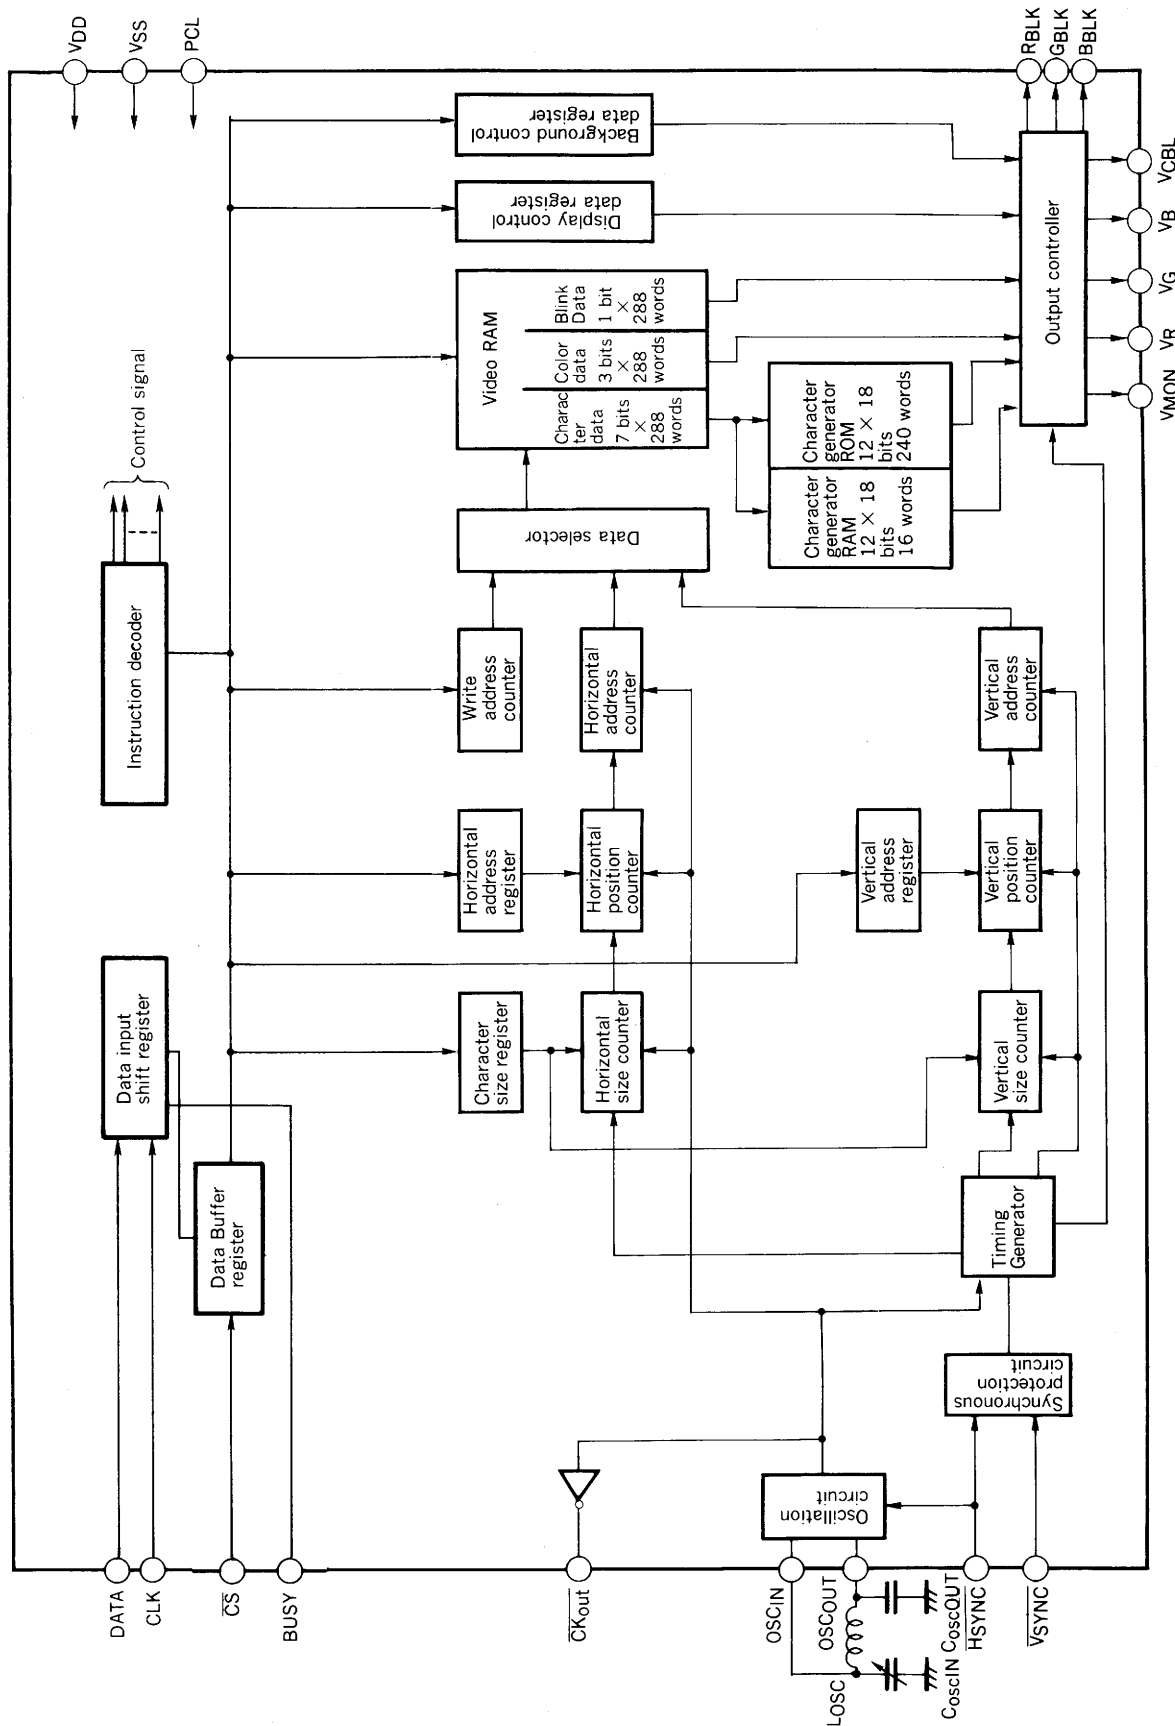 DATA
CLK
CS
BUSY
CKout
OSCIN
OSCOUT
LOSC
CoscIN
CoscOUT
HSYNC
VSYNC
Data input
shift register
Data Buffer
register
Instruction decoder
Control signal
VDD
VSS
PCL
Character
size register
Horizontal
address
register
Write
address
counter
Horizontal
size counter
Horizontal
position
counter
Horizontal
address
counter
Data selector
Video RAM
Charac
ter
data
7 bits
×
288
words
Color
data
3 bits
×
288
words
Blink
Data
1 bit
×
288
words
Display control
data register
Background control
data register
Character
generator
RAM
12 × 18
bits
16 words
Character
generator
ROM
12 × 18
bits
240 words
Vertical
address
register
Oscillation
circuit
Synchronous
protection
circuit
Timing
Generator
Vertical
size counter
Vertical
position
counter
Vertical
address
counter
Output controller
RBLK
GBLK
BBLK
VMON
VR
VG
VB
VCBL